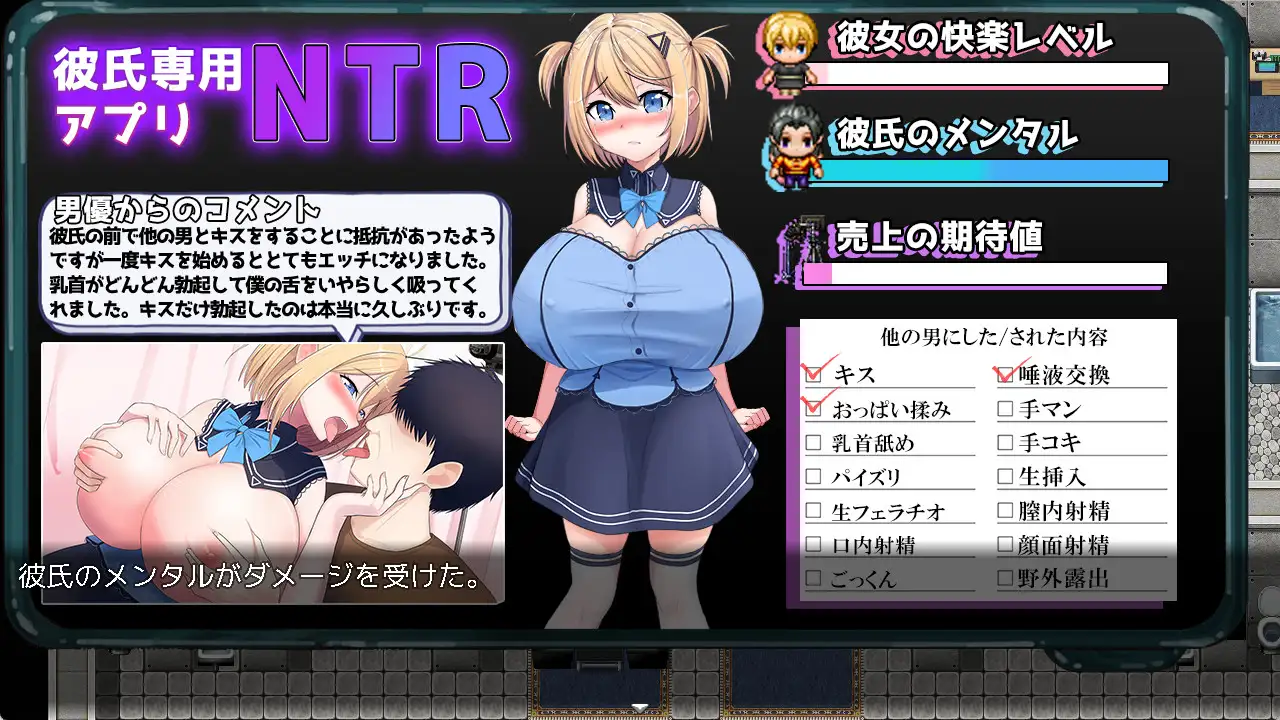 彼氏専用
アプリ
NTR
彼女の快楽レベル
彼氏のメンタル
売上の期待値
男優からのコメント
彼氏の前で他の男とキスをすることに抵抗があったよう
ですが一度キスを始めるととてもエッチになりました。
乳首がどんどん勃起して僕の舌をいやらしく吸ってく
れました。キスだけ勃起したのは本当に久しぶりです。
他の男にした/された内容
キス
唾液交換
おっぱい揉み
手マン
乳首舐め
手コキ
パイズリ
生挿入
生フェラチオ
膣内射精
口内射精
顔面射精
ごっくん
野外露出
彼氏のメンタルがダメージを受けた。